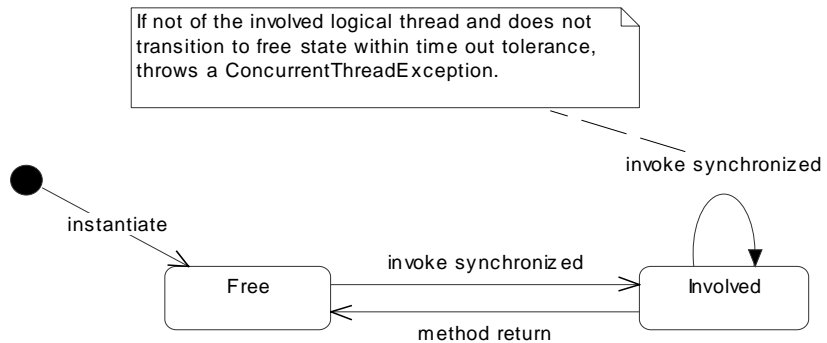 If not of the involved logical thread and does not
transition to free state within time out tolerance,
throws a ConcurrentThreadException.
invoke synchronized
instantiate
Free
invoke synchronized
Involved
method return